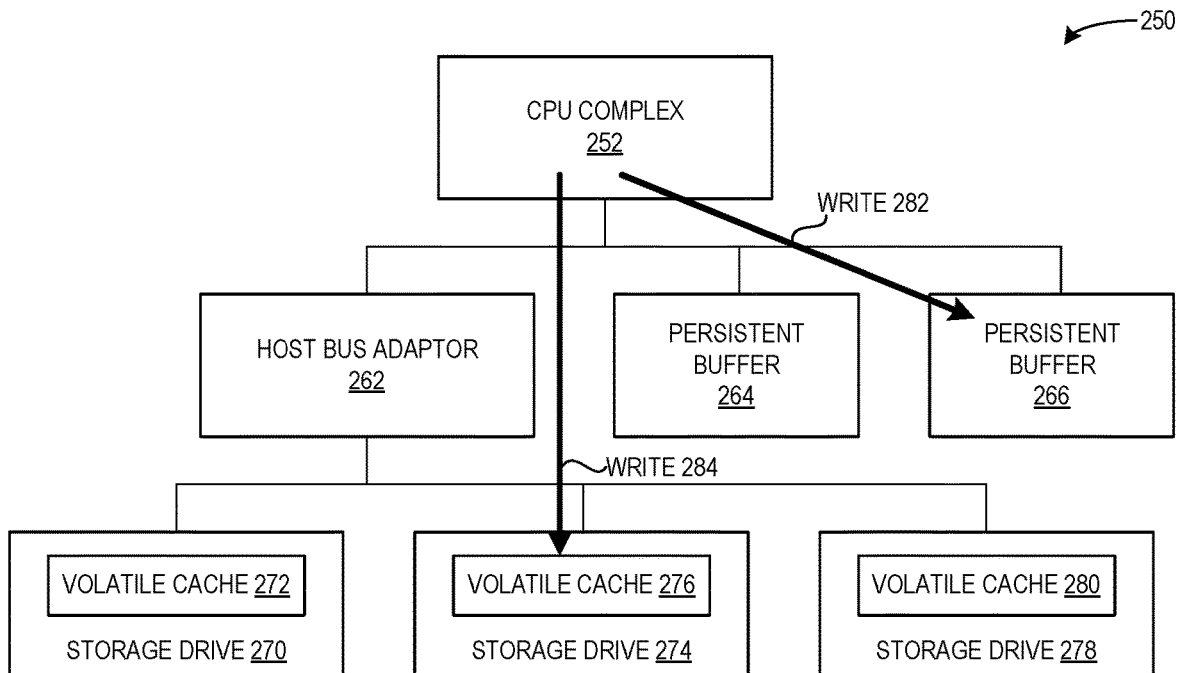 250
CPU COMPLEX
252
WRITE 282
HOST BUS ADAPTOR
262
PERSISTENT
BUFFER
264
PERSISTENT
BUFFER
266
WRITE 284
VOLATILE CACHE 272
VOLATILE CACHE 276
VOLATILE CACHE 280
STORAGE DRIVE 270
STORAGE DRIVE 274
STORAGE DRIVE 278